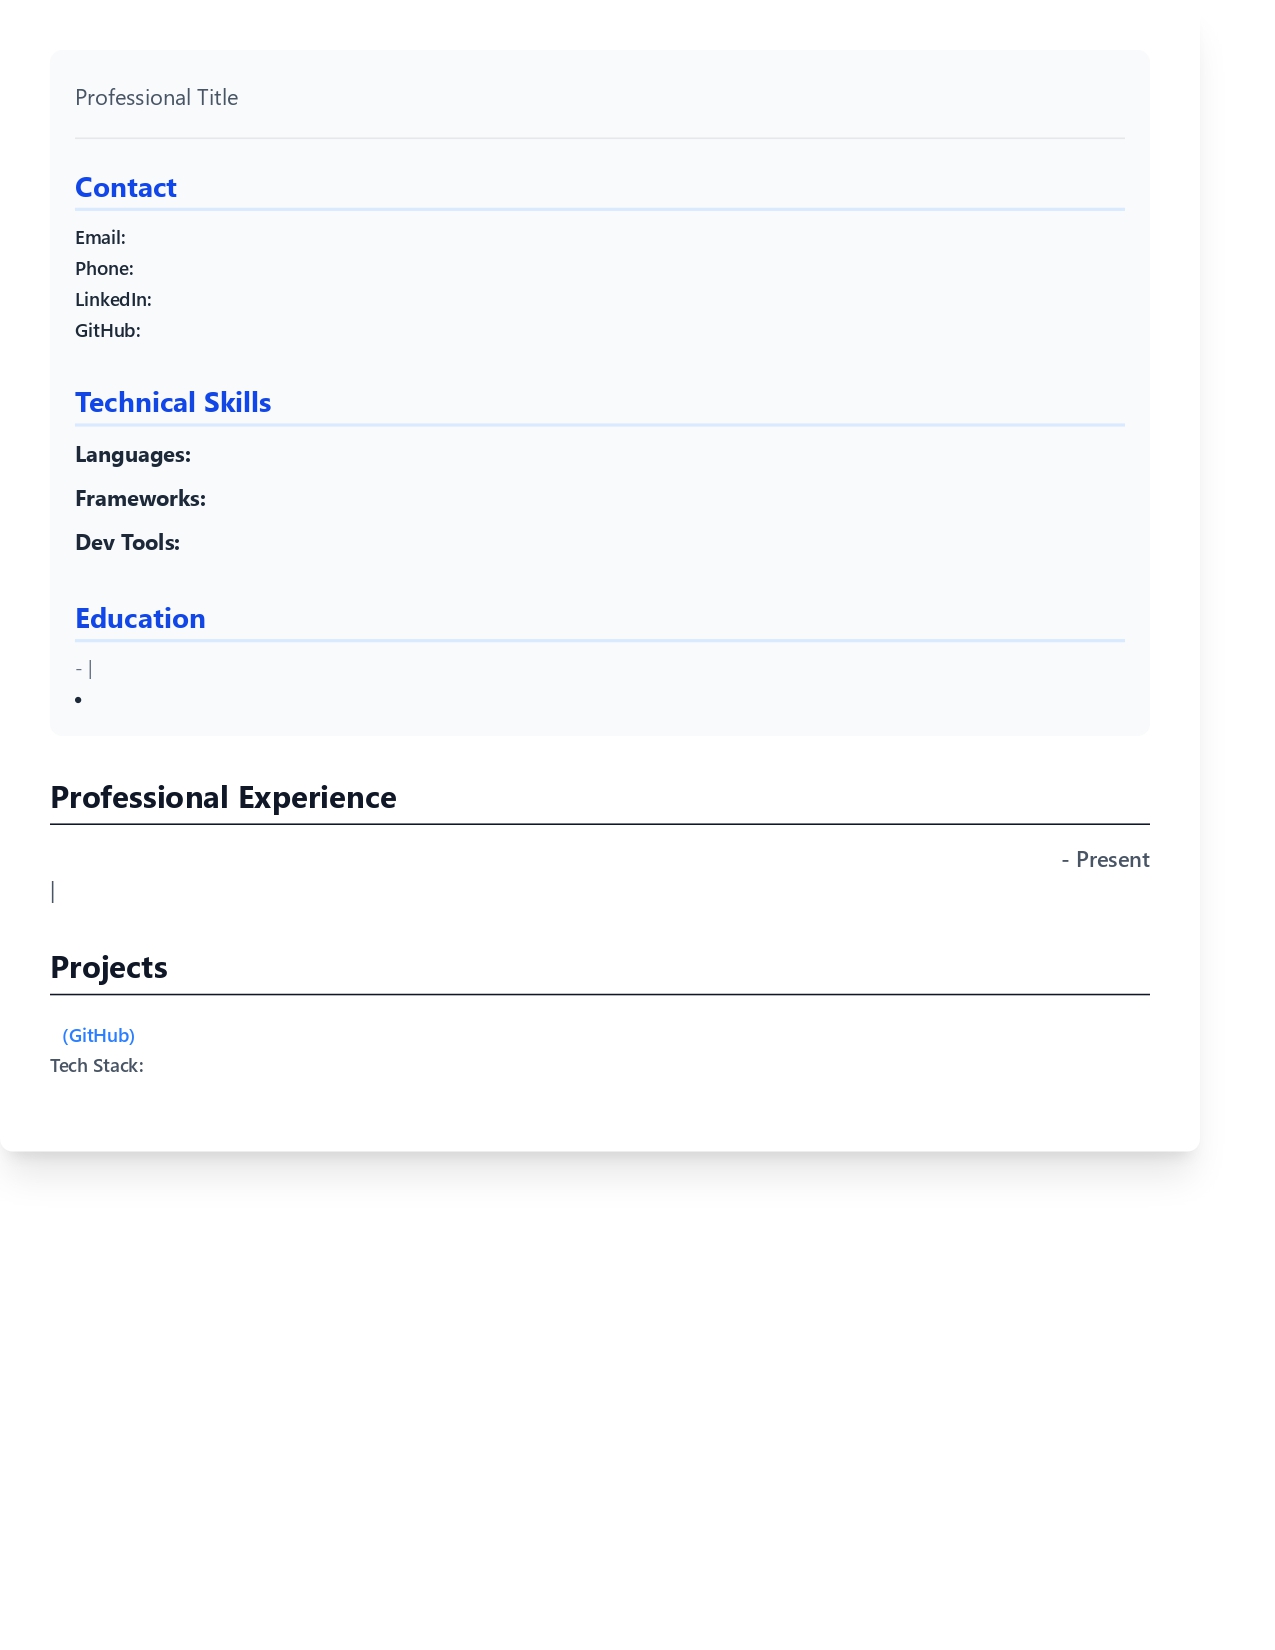 Professional Title
Contact
Email:
Phone:
LinkedIn:
GitHub:
Technical Skills
Languages:
Frameworks:
Dev Tools:
Education
- |
•
Professional Experience
- Present
|
Projects
(GitHub)
Tech Stack: